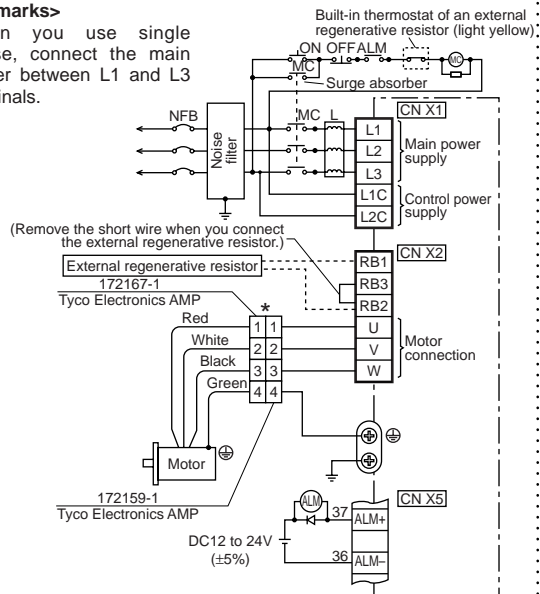 marks>
n you use single
se, connect the main
er between L1 and L3
inals.
Built-in thermostat of an external
regenerative resistor (light yellow)
ON OFF ALM
MC
MC
Surge absorber
NFB
Noise
filter
MC L
CN X1
L1
L2
L3
L1C
L2C
Main power
supply
Control power
supply
(Remove the short wire when you connect
the external regenerative resistor.)
External regenerative resistor
CN X2
RB1
RB3
RB2
U
V
W
Motor
connection
172167-1
Tyco Electronics AMP
*
Red
White
Black
Green
1 1
2 2
3 3
4 4
Motor
172159-1
Tyco Electronics AMP
ALM
DC12 to 24V
(±5%)
37
36
ALM+
ALM–
CN X5